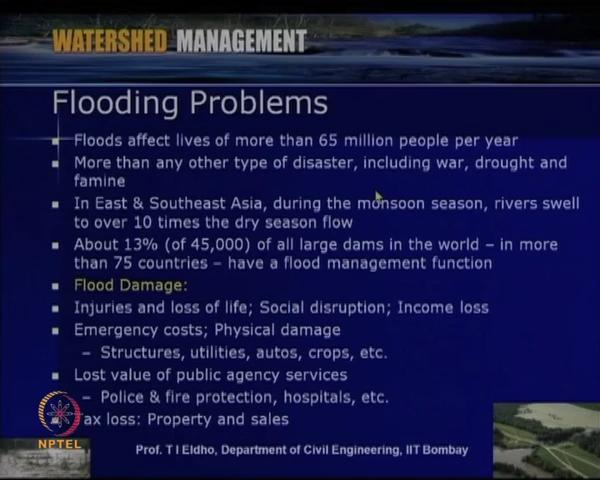 WATERSHED MANAGEMENT
Flooding Problems
Floods affect lives of more than 65 million people per year
More than any other type of disaster, including war, drought and
famine
In East & Southeast Asia, during the monsoon season, rivers swell
to over 10 times the dry season flow
About 13% (of 45,000) of all large dams in the world – in more
than 75 countries – have a flood management function
Flood Damage:
Injuries and loss of life; Social disruption; Income loss
Emergency costs; Physical damage
– Structures, utilities, autos, crops, etc.
Lost value of public agency services
– Police & fire protection, hospitals, etc.
Tax loss: Property and sales
NPTEL
Prof. T I Eldho, Department of Civil Engineering, IIT Bombay